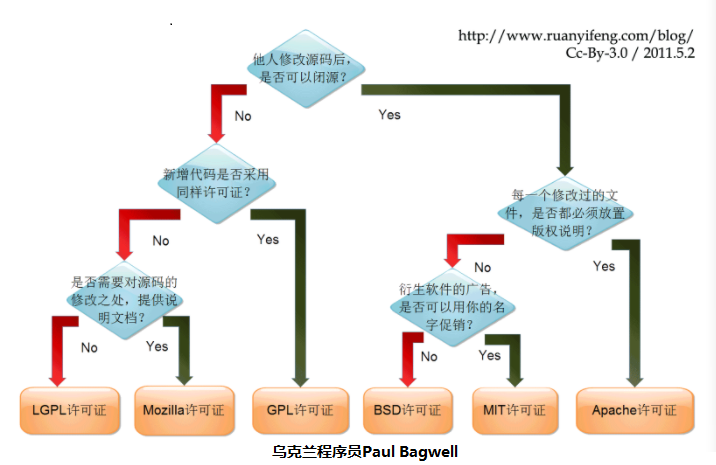 http://www.ruanyifeng.com/blog/
Cc-By-3.0 / 2011.5.2
他人修改源码后，
是否可以闭源？
No
Yes
新增代码是否采用
同样许可证？
每一个修改过的文
件，是否都必须放置
版权说明？
No
Yes
No
Yes
是否需要对源码的
修改之处，提供说
明文档？
衍生软件的广告，
是否可以用你的名
字促销？
No
Yes
No
Yes
LGPL许可证
Mozilla许可证
GPL许可证
BSD许可证
MIT许可证
Apache许可证
乌克兰程序员Paul Bagwell